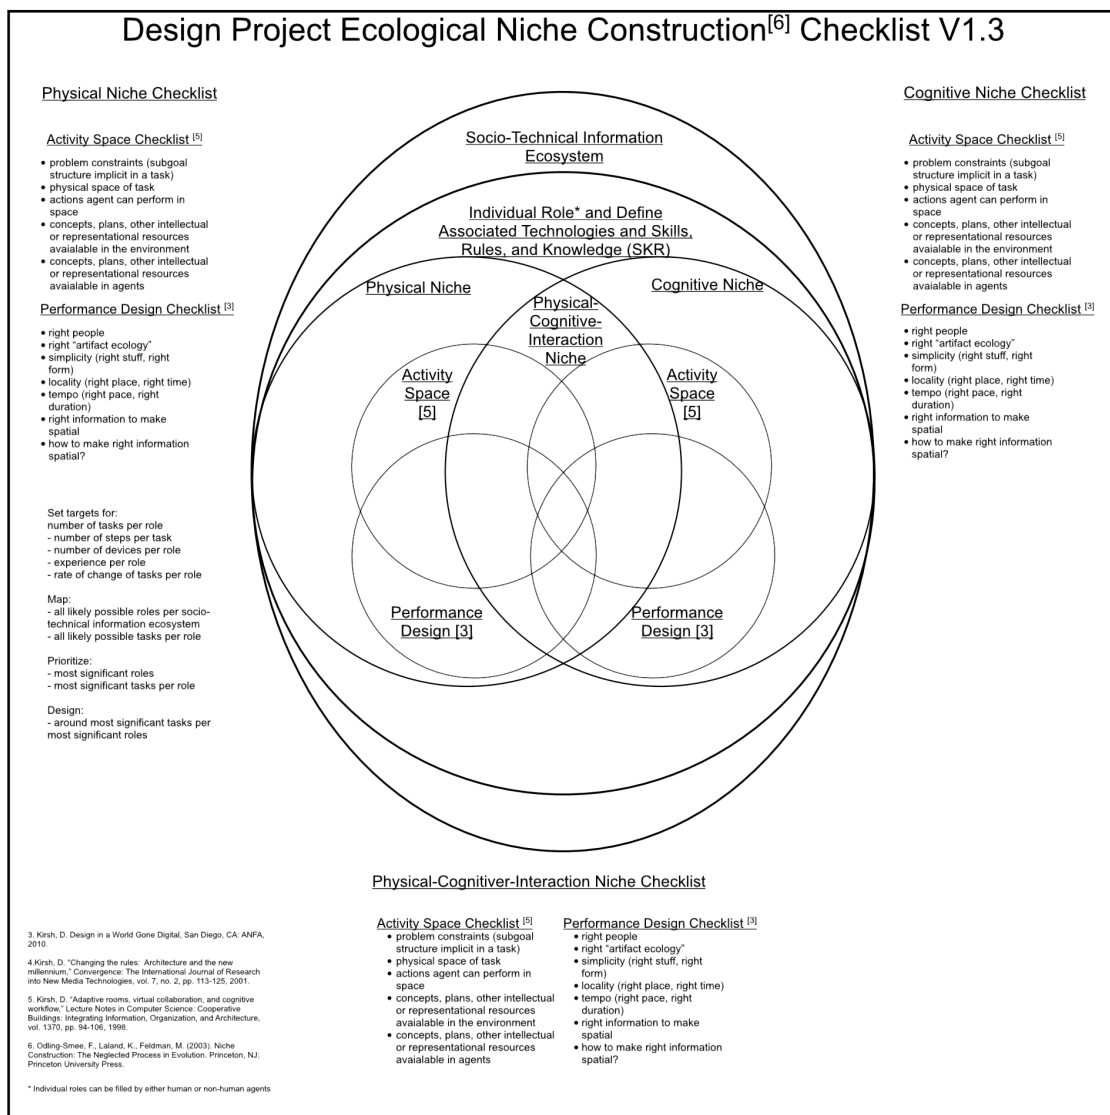 Design Project Ecological Niche Construction[6] Checklist V1.3
Physical Niche Checklist
Activity Space Checklist [5]
• problem constraints (subgoal
structure implicit in a task)
• physical space of task
• actions agent can perform in
space
• concepts, plans, other intellectual
or representational resources
avaialable in the environment
• concepts, plans, other intellectual
or representational resources
avaialable in agents
Performance Design Checklist [3]
• right people
• right “artifact ecology”
• simplicity (right stuff, right
form)
• locality (right place, right time)
• tempo (right pace, right
duration)
• right information to make
spatial
• how to make right information
spatial?
Set targets for:
number of tasks per role
- number of steps per task
- number of devices per role
- experience per role
- rate of change of tasks per role
Map:
- all likely possible roles per socio-
technical information ecosystem
- all likely possible tasks per role
Prioritize:
- most significant roles
- most significant tasks per role
Design:
- around most significant tasks per
most significant roles
Socio-Technical Information
Ecosystem
Individual Role* and Define
Associated Technologies and Skills,
Rules, and Knowledge (SKR)
Physical Niche
Cognitive Niche
Physical-
Cognitive-
Interaction
Niche
Activity
Space
[5]
Activity
Space
[5]
Performance
Design [3]
Performance
Design [3]
Cognitive Niche Checklist
Activity Space Checklist [5]
• problem constraints (subgoal
structure implicit in a task)
• physical space of task
• actions agent can perform in
space
• concepts, plans, other intellectual
or representational resources
avaialable in the environment
• concepts, plans, other intellectual
or representational resources
avaialable in agents
Performance Design Checklist [3]
• right people
• right “artifact ecology”
• simplicity (right stuff, right
form)
• locality (right place, right time)
• tempo (right pace, right
duration)
• right information to make
spatial
• how to make right information
spatial?
Physical-Cognitiver-Interaction Niche Checklist
Activity Space Checklist [5]
• problem constraints (subgoal
structure implicit in a task)
• physical space of task
• actions agent can perform in
space
• concepts, plans, other intellectual
or representational resources
avaialable in the environment
• concepts, plans, other intellectual
or representational resources
avaialable in agents
Performance Design Checklist [3]
• right people
• right “artifact ecology”
• simplicity (right stuff, right
form)
• locality (right place, right time)
• tempo (right pace, right
duration)
• right information to make
spatial
• how to make right information
spatial?
3. Kirsh, D. Design in a World Gone Digital, San Diego, CA: ANFA,
2010.
4.Kirsh, D. “Changing the rules: Architecture and the new
millennium,” Convergence: The International Journal of Research
into New Media Technologies, vol. 7, no. 2, pp. 113-125, 2001.
5. Kirsh, D. “Adaptive rooms, virtual collaboration, and cognitive
workflow,” Lecture Notes in Computer Science: Cooperative
Buildings: Integrating Information, Organization, and Architecture,
vol. 1370, pp. 94-106, 1998.
6. Odling-Smee, F., Laland, K., Feldman, M. (2003). Niche
Construction: The Neglected Process in Evolution. Princeton, NJ:
Princeton University Press.
* Individual roles can be filled by either human or non-human agents